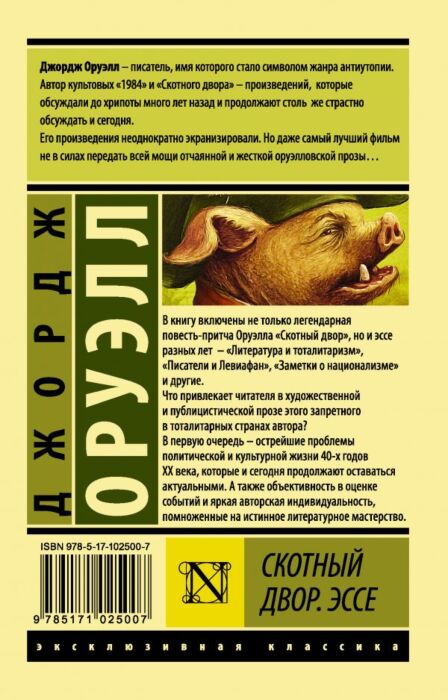 Джордж Оруэлл – писатель, имя которого стало символом жанра антиутопии.
Автор культовых «1984» и «Скотного двора» – произведений, которые
обсуждали до хрипоты много лет назад и продолжают столь же страстно
обсуждать и сегодня.
Его произведения неоднократно экранизировали. Но даже самый лучший фильм
не в силах передать всей мощи отчаянной и жесткой оруэлловской прозы…
ДЖОРДЖ
ОРУЭЛЛ
В книгу включены не только легендарная
повесть-притча Оруэлла «Скотный двор», но и эссе
разных лет – «Литература и тоталитаризм»,
«Писатели и Левиафан», «Заметки о национализме»
и другие.
Что привлекает читателя в художественной
и публицистической прозе этого запретного
в тоталитарных странах автора?
В первую очередь – острейшие проблемы
политической и культурной жизни 40-х годов
XX века, которые и сегодня продолжают оставаться
актуальными. А также объективность в оценке
событий и яркая авторская индивидуальность,
помноженные на истинное литературное мастерство.
ISBN 978-5-17-102500-7
9 785171 025007
N
СКОТНЫЙ
ДВОР. ЭССЕ
эксклюзивная классика